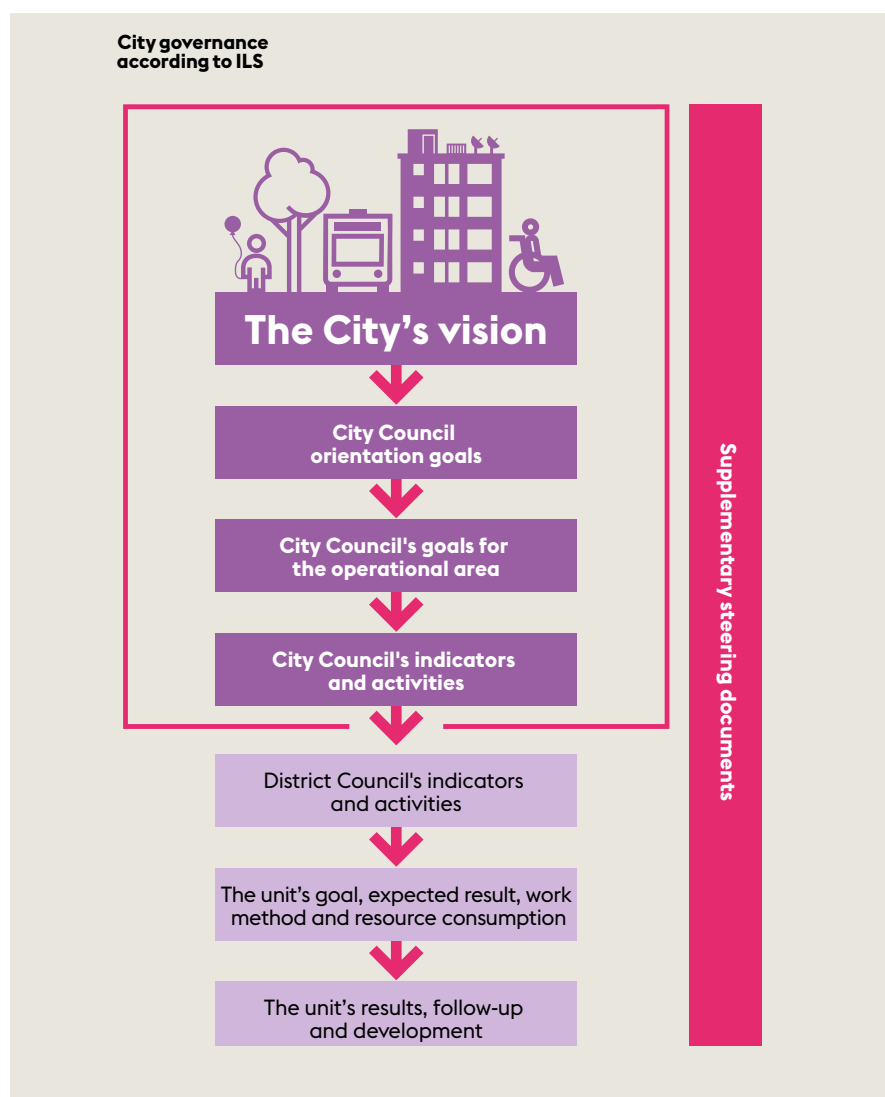 City governance
according to ILS
The City’s vision
City Council
orientation goals
City Council's goals for
the operational area
City Council's indicators
and activities
District Council's indicators
and activities
The unit’s goal, expected result, work
method and resource consumption
The unit’s results, follow-up
and development
Supplementary steering documents